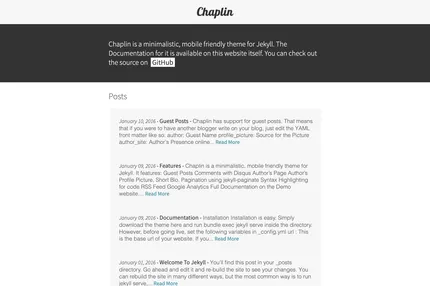 Chaplin
Chaplin is a minimalistic, mobile friendly theme for Jekyll. The
Documentation for it is available on this website itself. You can check out
the source on GitHub
Posts
January 10, 2016 - Guest Posts - Chaplin has support for guest posts. That means
that if you were to have another blogger write on your blog, just edit the YAML
front matter like so: author: Guest Name profile_picture: Source for the Picture
author_site: Author's Presence online... Read More
January 09, 2016 - Features - Chaplin is a minimalistic, mobile friendly theme for
Jekyll. It features: Guest Posts Comments with Disqus Author's Page Author's
Profile Picture, Short Bio. Pagination using jekyll-paginate Syntax Highlighting
for code RSS Feed Google Analytics Full Documentation on the Demo
website.... Read More
January 09, 2016 - Documentation - Installation Installation is easy. Simply
download the theme here and run bundle exec jekyll serve inside the directory.
However, before going live, set the following variables in _config.yml url : This
is the base url of your website. If you... Read More
January 01, 2016 - Welcome To Jekyll - You'll find this post in your _posts
directory. Go ahead and edit it and re-build the site to see your changes. You
can rebuild the site in many different ways, but the most common way is to run
jekyll serve,... Read More